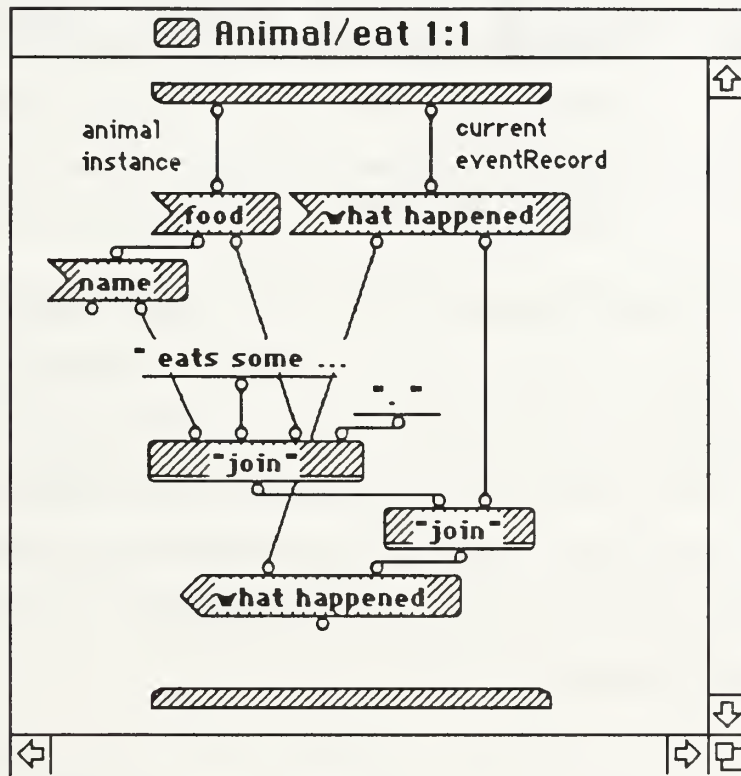 Animal/eat 1:1
animal
instance
current
eventRecord
food
what happened
name
" eats some ...
". "
"join"
"join"
what happened